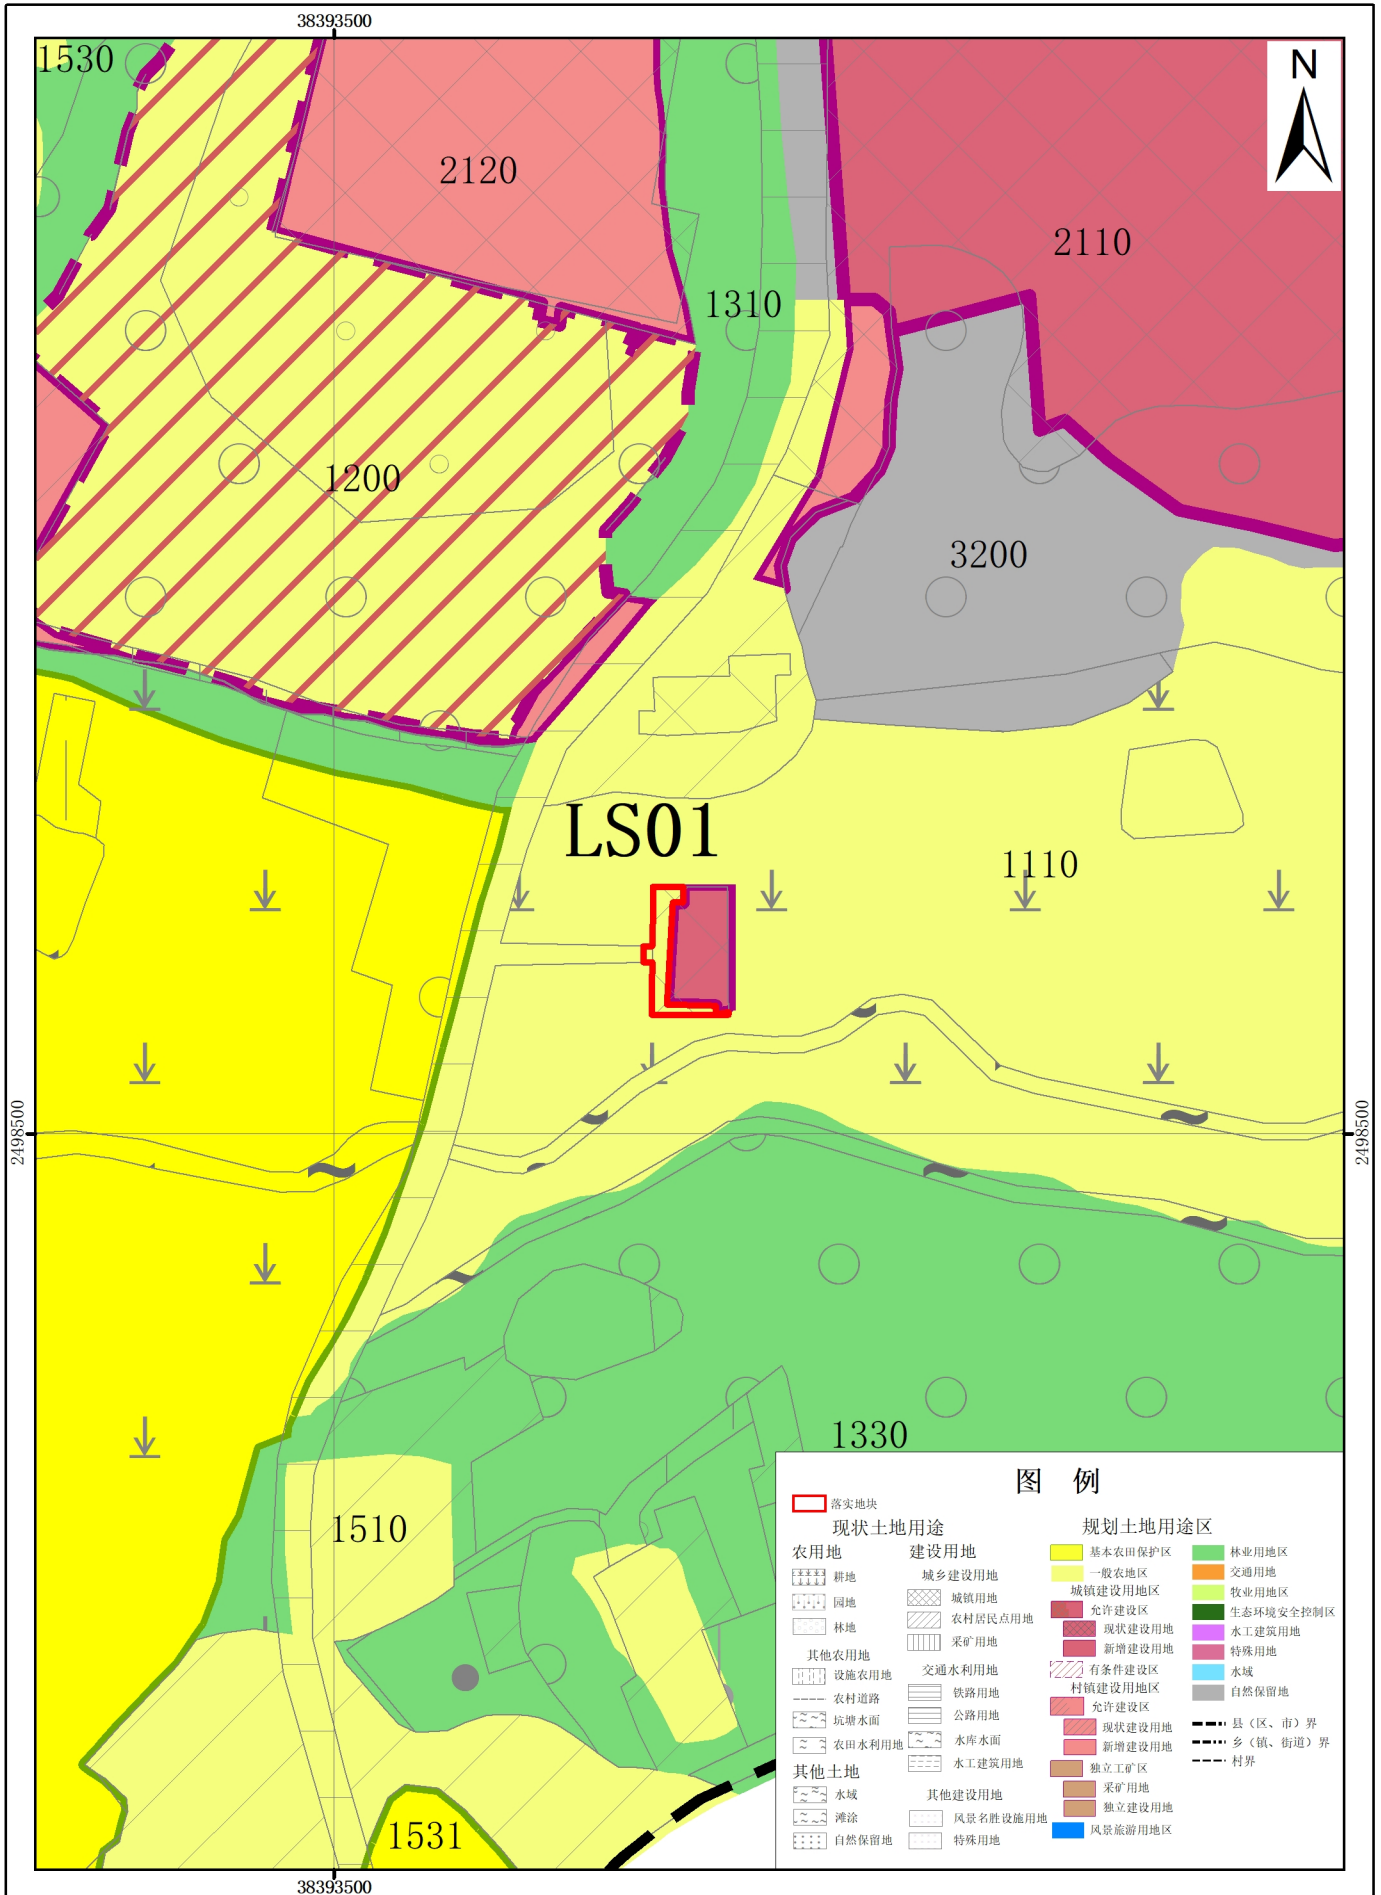 38393500
1530
N
2120
2110
1310
1200
3200
LS01
1110
2498500
2498500
1330
1510
1531
图 例
落实地块
现状土地用途
规划土地用途区
农用地
建设用地
耕地
园地
林地
其他农用地
设施农用地
农村道路
坑塘水面
农田水利用地
其他土地
水域
滩涂
自然保留地
城乡建设用地
城镇用地
农村居民点用地
采矿用地
交通水利用地
铁路用地
公路用地
水库水面
水工建筑用地
其他建设用地
风景名胜设施用地
特殊用地
基本农田保护区
一般农地区
城镇建设用地区
允许建设区
现状建设用地
新增建设用地
有条件建设区
村镇建设用地区
允许建设区
现状建设用地
新增建设用地
独立工矿区
采矿用地
独立建设用地
风景旅游用地区
林业用地区
交通用地
牧业用地区
生态环境安全控制区
水工建筑用地
特殊用地
水域
自然保留地
县（区、市）界
乡（镇、街道）界
村界
38393500